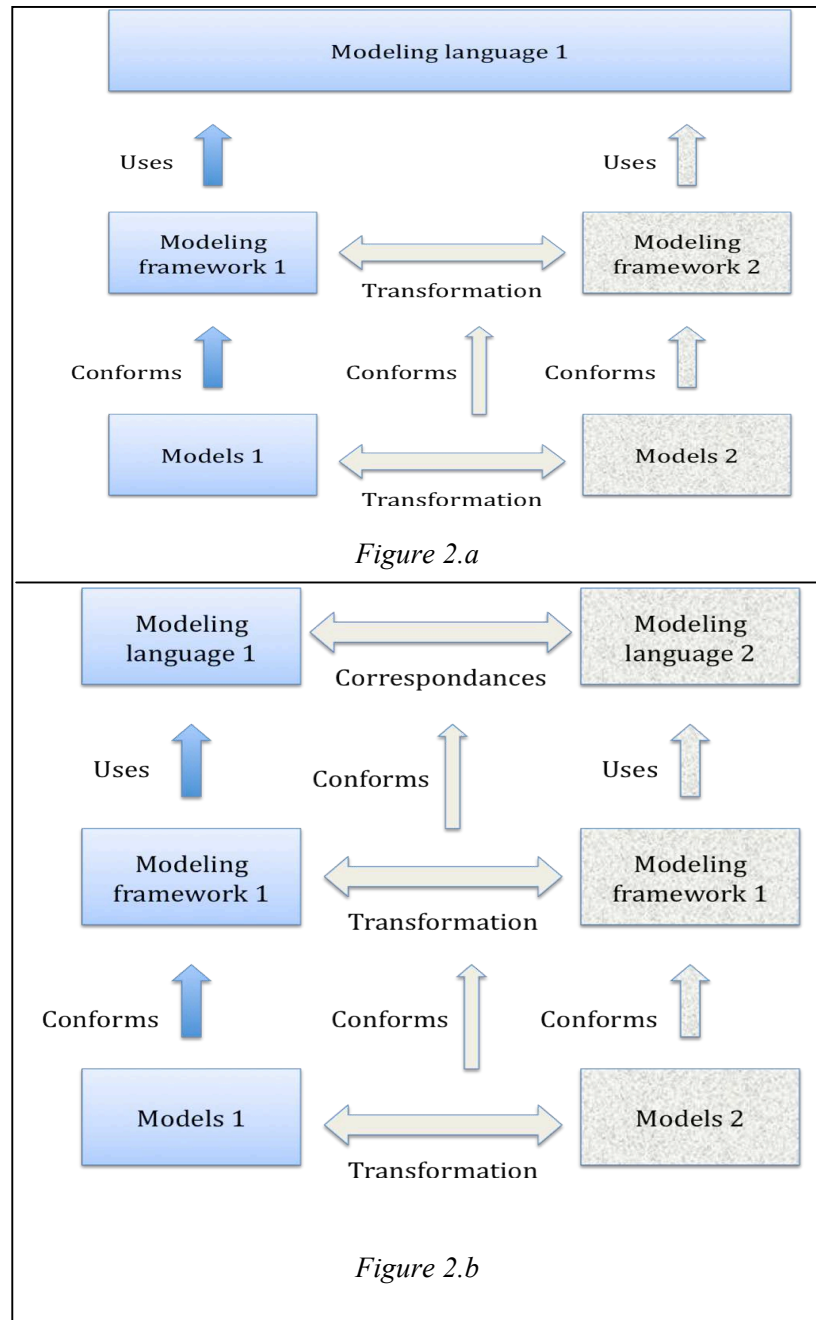 Modeling language 1
Uses
Uses
Modeling
framework 1
Modeling
framework 2
Transformation
Conforms
Conforms
Conforms
Models 1
Models 2
Transformation
Figure 2.a
Modeling
language 1
Modeling
language 2
Correspondances
Uses
Conforms
Uses
Modeling
framework 1
Modeling
framework 1
Transformation
Conforms
Conforms
Conforms
Models 1
Models 2
Transformation
Figure 2.b